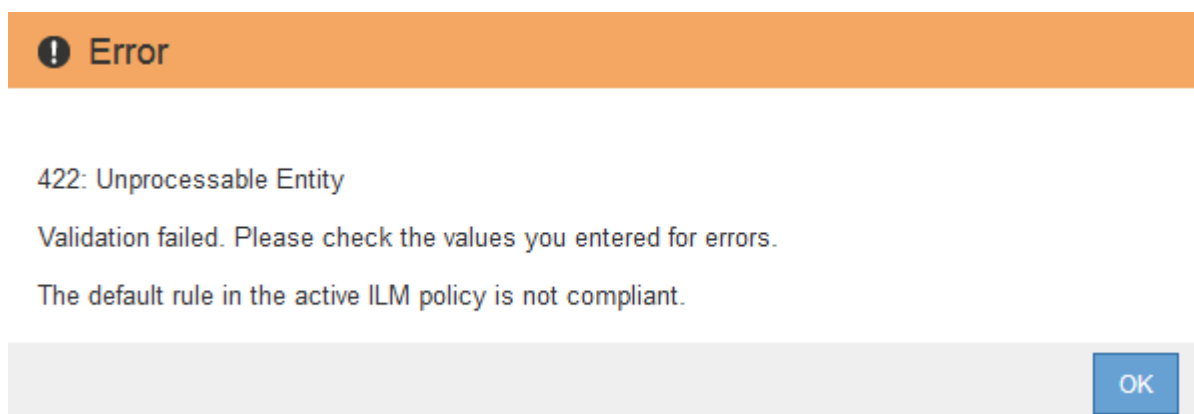 Error
422: Unprocessable Entity
Validation failed. Please check the values you entered for errors.
The default rule in the active ILM policy is not compliant.
OK